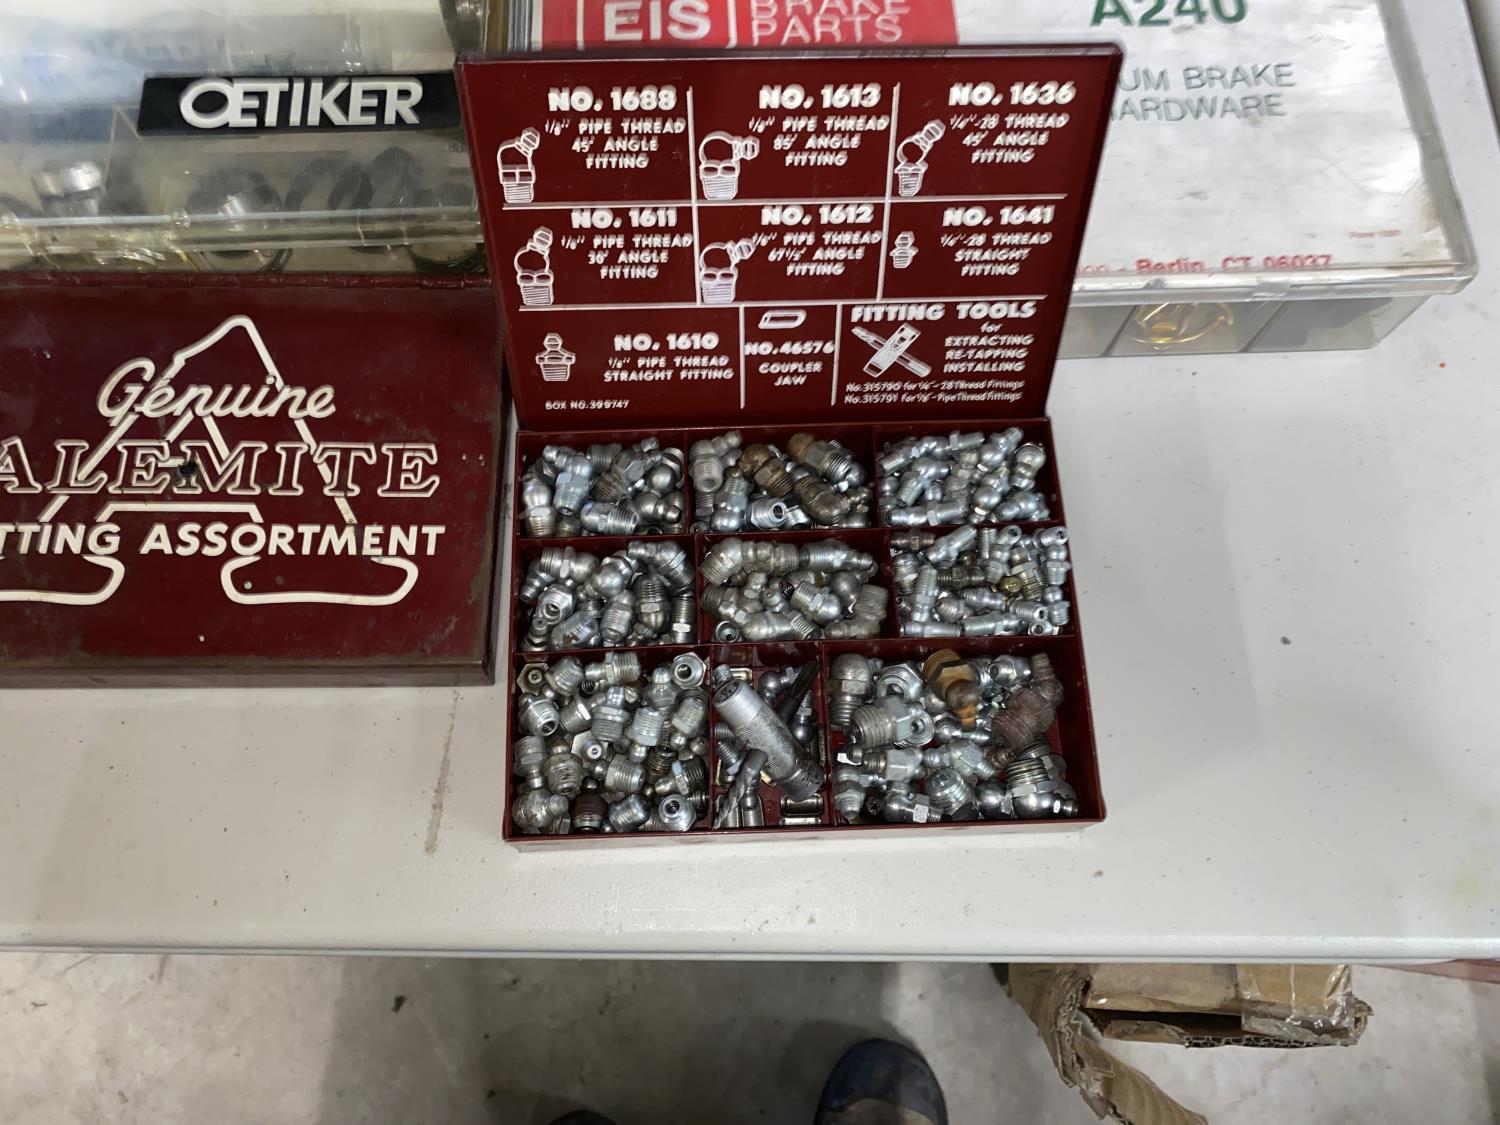 OETIKER
EIS
BRAKE
PARTS
A240
UM BRAKE
ARDWARE
Berlin, CT 06037
NO. 1688
1/8" PIPE THREAD
45° ANGLE
FITTING
NO. 1613
1/8" PIPE THREAD
85° ANGLE
FITTING
NO. 1636
1/4"-28 THREAD
45° ANGLE
FITTING
NO. 1611
1/8" PIPE THREAD
30° ANGLE
FITTING
NO. 1612
1/8" PIPE THREAD
67 1/2° ANGLE
FITTING
NO. 1641
1/4"-28 THREAD
STRAIGHT
FITTING
NO. 1610
1/8" PIPE THREAD
STRAIGHT FITTING
BOX NO. 399747
NO. 46576
COUPLER
JAW
FITTING TOOLS
for
EXTRACTING
RE-TAPPING
INSTALLING
No. 315790 for 1/4"-28 Thread Fittings
No. 315791 for 1/8"-Pipe Thread Fittings
Genuine
ALEMITE
TTING ASSORTMENT